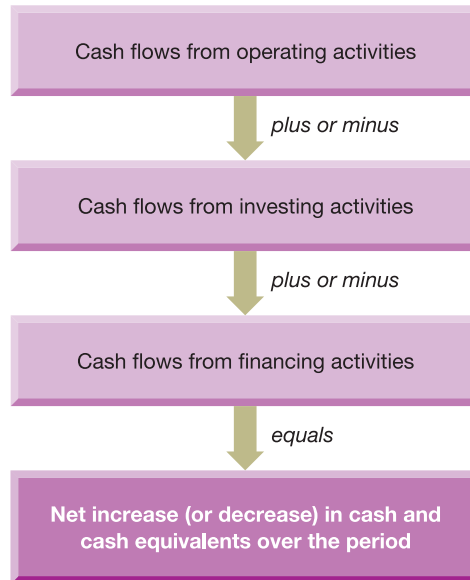 Cash flows from operating activities
plus or minus
Cash flows from investing activities
plus or minus
Cash flows from financing activities
equals
Net increase (or decrease) in cash and
cash equivalents over the period